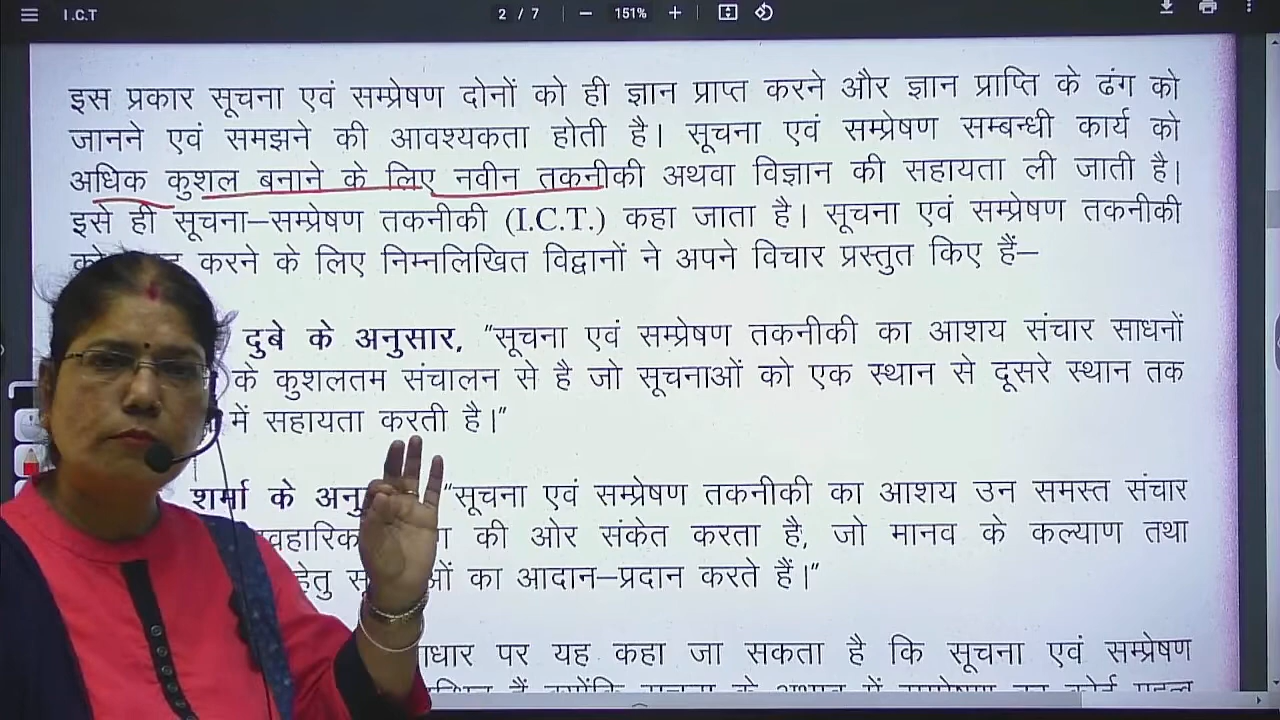 I.C.T
2 / 7
151%
इस प्रकार सूचना एवं सम्प्रेषण दोनों को ही ज्ञान प्राप्त करने और ज्ञान प्राप्ति के ढंग को
जानने एवं समझने की आवश्यकता होती है। सूचना एवं सम्प्रेषण सम्बन्धी कार्य को
अधिक कुशल बनाने के लिए नवीन तकनीकी अथवा विज्ञान की सहायता ली जाती है।
इसे ही सूचना–सम्प्रेषण तकनीकी (I.C.T.) कहा जाता है। सूचना एवं सम्प्रेषण तकनीकी
करने के लिए निम्नलिखित विद्वानों ने अपने विचार प्रस्तुत किए हैं–
दुबे के अनुसार, "सूचना एवं सम्प्रेषण तकनीकी का आशय संचार साधनों
के कुशलतम संचालन से है जो सूचनाओं को एक स्थान से दूसरे स्थान तक
में सहायता करती है।"
शर्मा के "सूचना एवं सम्प्रेषण तकनीकी का आशय उन समस्त संचार
की ओर संकेत करता है, जो मानव के कल्याण तथा
हेतु का आदान–प्रदान करते हैं।"
पर यह कहा जा सकता है कि सूचना एवं सम्प्रेषण